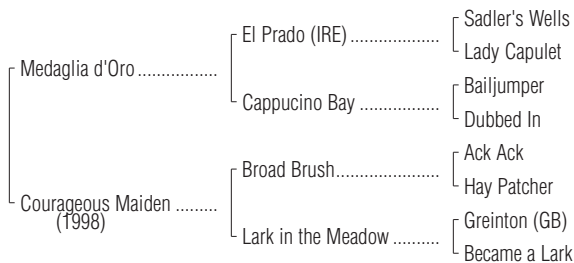 Sadler's Wells
El Prado (IRE) ....................
Lady Capulet
Medaglia d'Oro..................
Bailjumper
Cappucino Bay ..................
Dubbed In
Ack Ack
Broad Brush.......................
Hay Patcher
Courageous Maiden .........
(1998)
Greinton (GB)
Lark in the Meadow ..........
Became a Lark